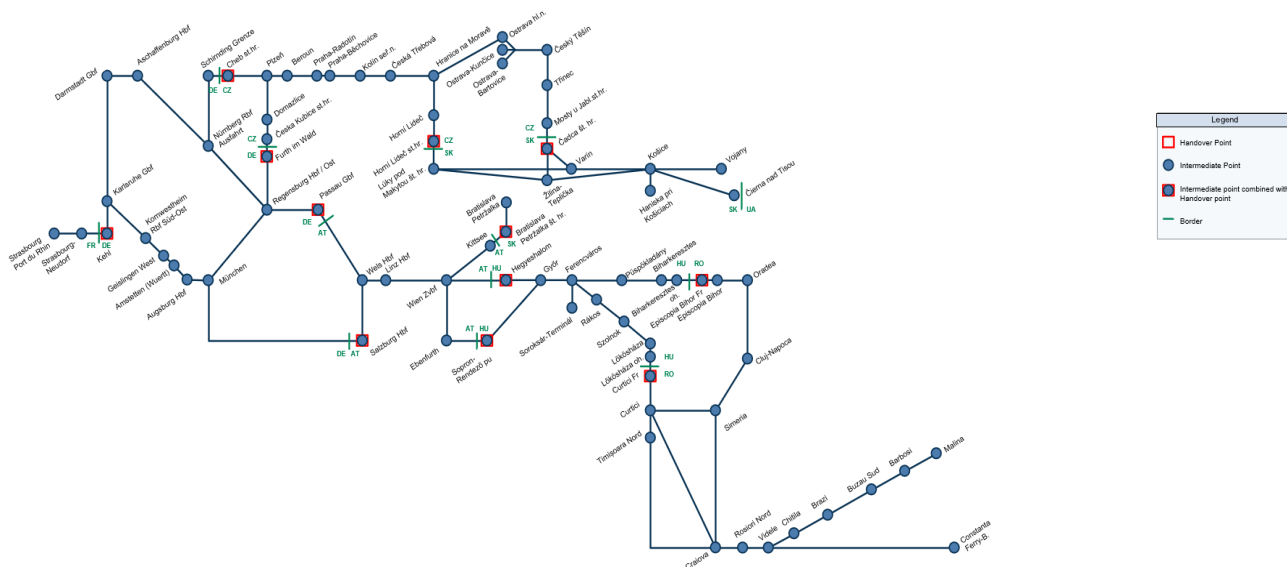 Aschaffenburg Hbf
Darmstadt Gbf
Schirnding Grenze
Cheb st.hr.
DE
CZ
Plzeň
Beroun
Praha-Radotín
Praha-Běchovice
Kolín seř.n.
Česká Třebová
Hranice na Moravě
Ostrava hl.n.
Ostrava-Kunčice
Ostrava-
Bartovice
Český Těšín
Třinec
Mosty u Jabl.st.hr.
CZ
SK
Čadca št. hr.
Nürnberg Rbf
Ausfahrt
Domazlice
Česka Kubice st.hr.
CZ
DE
Furth im Wald
Horní Lideč
Horní Lideč st.hr.
CZ
SK
Lúky pod
Makytou št. hr.
Varín
Žilina-
Teplička
Košice
Haniska pri
Košiciach
Vojany
Čierna nad Tisou
SK
UA
Karlsruhe Gbf
Kornwestheim
Rbf Süd-Ost
Regensburg Hbf / Ost
Passau Gbf
DE
AT
Strasbourg
Port du Rhin
Strasbourg-
Neudorf
FR
DE
Kehl
Geislingen West
Amstetten (Wuertt)
Augsburg Hbf
München
Bratislava
Petržalka
Bratislava
Petržalka št. hr.
SK
AT
Kittsee
Wels Hbf
Linz Hbf
Wien Zvbf
AT
HU
Hegyeshalom
Győr
Ferencváros
Püspökladány
Biharkeresztes
Biharkeresztes
oh.
HU
RO
Episcopia Bihor Fr
Episcopia Bihor
Oradea
DE
AT
Salzburg Hbf
Ebenfurth
AT
HU
Sopron-
Rendező pu
Soroksár-Terminál
Rákos
Szolnok
Lőkösháza
Lőkösháza oh.
HU
RO
Curtici Fr
Curtici
Cluj-Napoca
Simeria
Timișoara Nord
Craiova
Rosiori Nord
Videle
Chitila
Brazi
Buzau Sud
Barbosi
Malina
Constanta
Ferry-B.
Legend
Handover Point
Intermediate Point
Intermediate point combined with
Handover point
Border